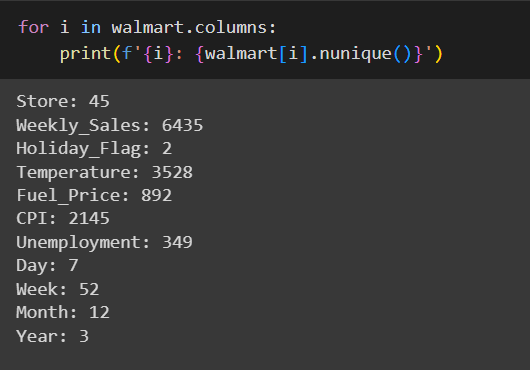 for i in walmart.columns:
    print(f'{i}: {walmart[i].nunique()}')
Store: 45
Weekly_Sales: 6435
Holiday_Flag: 2
Temperature: 3528
Fuel_Price: 892
CPI: 2145
Unemployment: 349
Day: 7
Week: 52
Month: 12
Year: 3